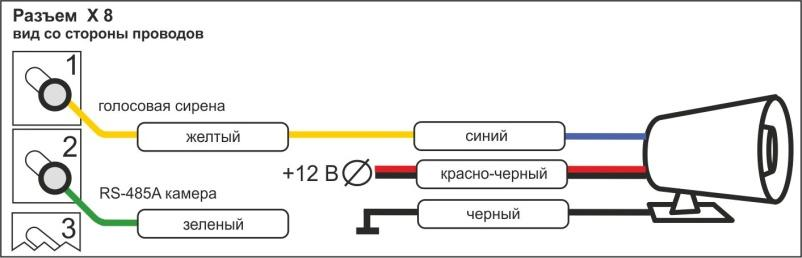 Разъем X 8
вид со стороны проводов
1
голосовая сирена
желтый
синий
2
+12 В
красно-черный
RS-485A камера
зеленый
черный
3